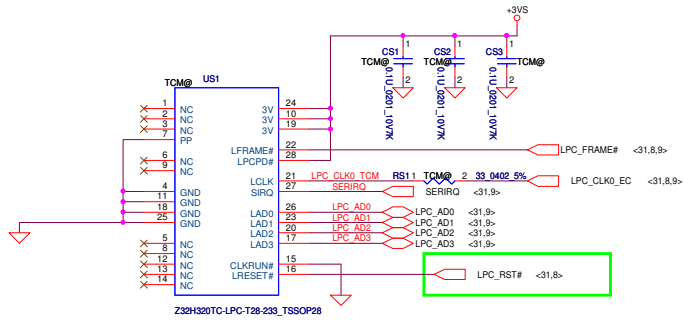 +3VS
CS1 1 TCM@ 2 0.1U_0201_10V7K
CS2 1 TCM@ 2 0.1U_0201_10V7K
CS3 1 TCM@ 2 0.1U_0201_10V7K
TCM@ US1
1 NC 3V 24
2 NC 3V 10
3 NC 3V 19
7 PP
LFRAME# 22 LPC_FRAME# <31,8,9>
6 NC LPCPD# 28
9 NC
LCLK 21 LPC_CLK0_TCM RS1 1 TCM@ 2 33_0402_5% LPC_CLK0_EC <31,8,9>
4 GND SIRQ 27 SERIRQ SERIRQ <31,9>
11 GND
18 GND LAD0 26 LPC_AD0 LPC_AD0 <31,9>
25 GND LAD1 23 LPC_AD1 LPC_AD1 <31,9>
LAD2 20 LPC_AD2 LPC_AD2 <31,9>
5 NC LAD3 17 LPC_AD3 LPC_AD3 <31,9>
8 NC
12 NC CLKRUN# 15
13 NC LRESET# 16 LPC_RST# <31,8>
14 NC
Z32H320TC-LPC-T28-233_TSSOP28